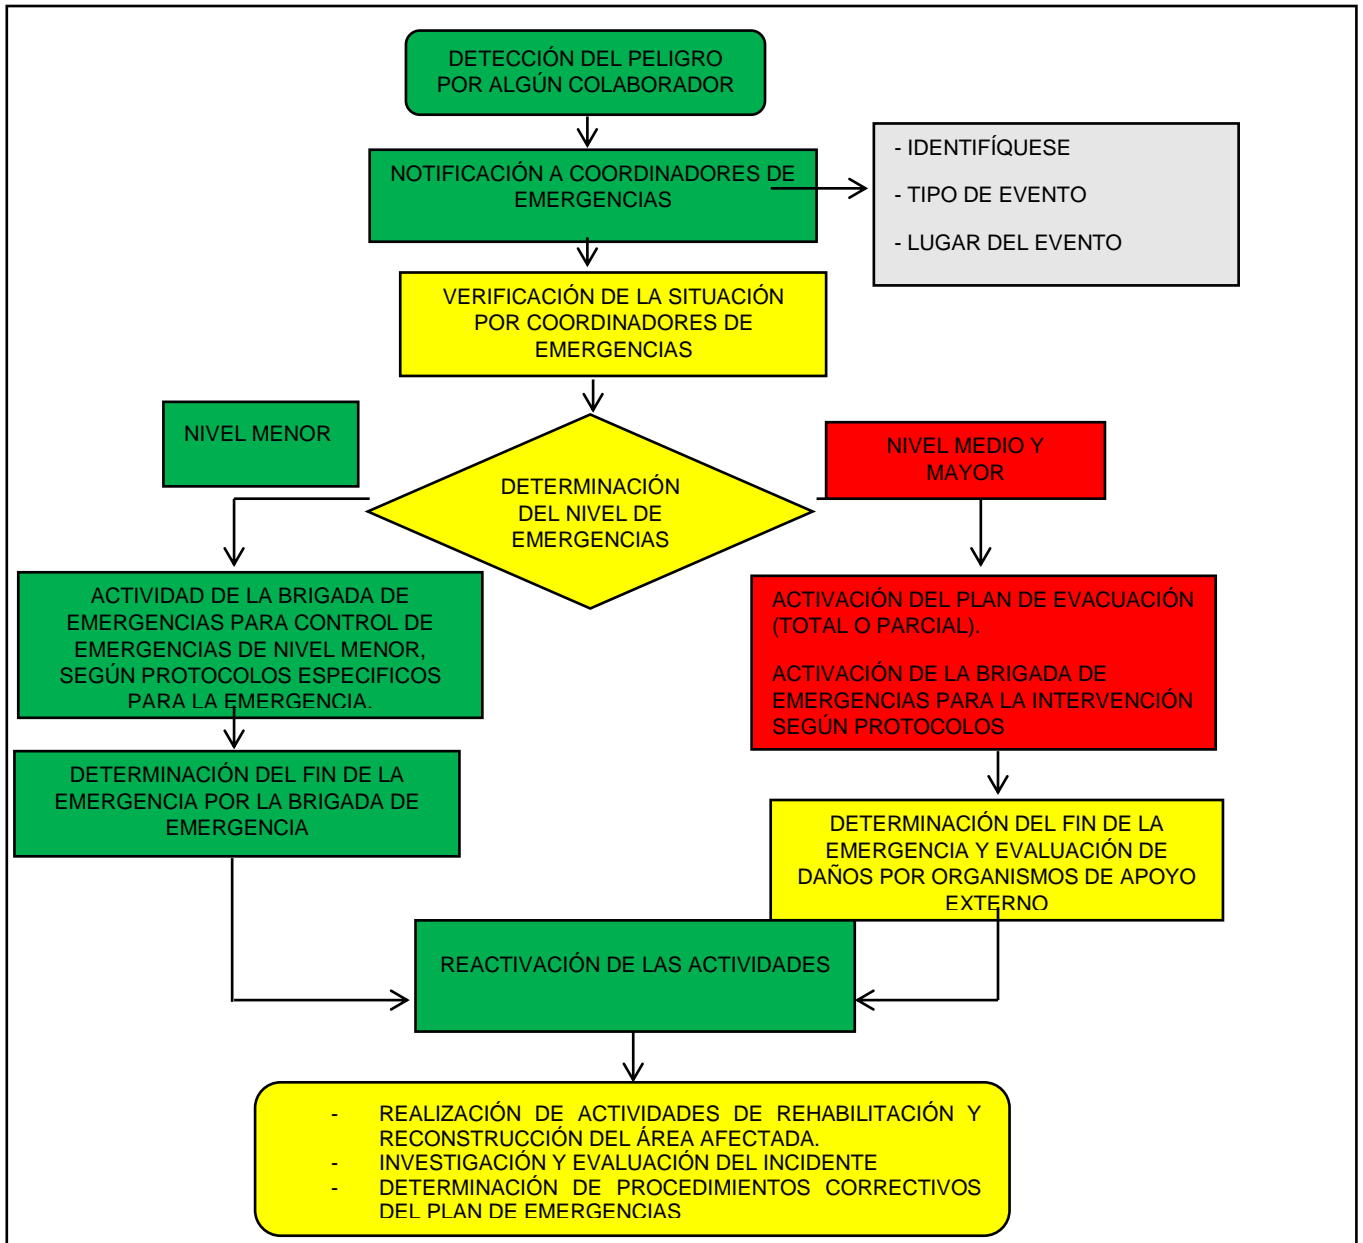 DETECCIÓN DEL PELIGRO
POR ALGÚN COLABORADOR
NOTIFICACIÓN A COORDINADORES DE
EMERGENCIAS
- IDENTIFÍQUESE
- TIPO DE EVENTO
- LUGAR DEL EVENTO
VERIFICACIÓN DE LA SITUACIÓN
POR COORDINADORES DE
EMERGENCIAS
NIVEL MENOR
DETERMINACIÓN
DEL NIVEL DE
EMERGENCIAS
NIVEL MEDIO Y
MAYOR
ACTIVIDAD DE LA BRIGADA DE
EMERGENCIAS PARA CONTROL DE
EMERGENCIAS DE NIVEL MENOR,
SEGÚN PROTOCOLOS ESPECIFICOS
PARA LA EMERGENCIA.
ACTIVACIÓN DEL PLAN DE EVACUACIÓN
(TOTAL O PARCIAL).
ACTIVACIÓN DE LA BRIGADA DE
EMERGENCIAS PARA LA INTERVENCIÓN
SEGÚN PROTOCOLOS
DETERMINACIÓN DEL FIN DE LA
EMERGENCIA POR LA BRIGADA DE
EMERGENCIA
DETERMINACIÓN DEL FIN DE LA
EMERGENCIA Y EVALUACIÓN DE
DAÑOS POR ORGANISMOS DE APOYO
EXTERNO
REACTIVACIÓN DE LAS ACTIVIDADES
- REALIZACIÓN DE ACTIVIDADES DE REHABILITACIÓN Y
RECONSTRUCCIÓN DEL ÁREA AFECTADA.
- INVESTIGACIÓN Y EVALUACIÓN DEL INCIDENTE
- DETERMINACIÓN DE PROCEDIMIENTOS CORRECTIVOS
DEL PLAN DE EMERGENCIAS